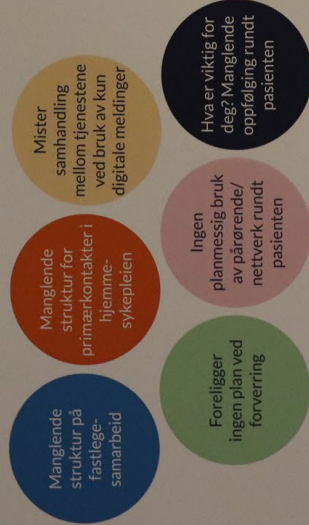 Manglende
struktur på
fastlege-
samarbeid
Manglende
struktur for
primærkontakter i
hjemme-
sykepleien
Mister
samhandling
mellom tjenestene
ved bruk av kun
digitale meldinger
Foreligger
ingen plan ved
forverring
Ingen
planmessig bruk
av pårørende/
nettverk rundt
pasienten
Hva er viktig for
deg? Manglende
oppfølging rundt
pasienten